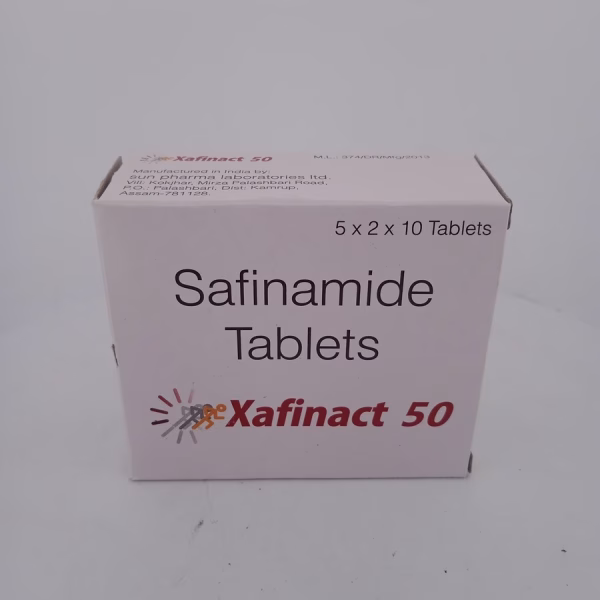 Xafinact 50
Manufactured in India by:
sun pharma laboratories ltd.
Vill: Kokjhar, Mirza Palashbari Road,
P.O.: Palashbari, Dist: Kamrup,
Assam-781128.
M.L.:
5 x 2 x 10 Tablets
Safinamide
Tablets
Xafinact 50